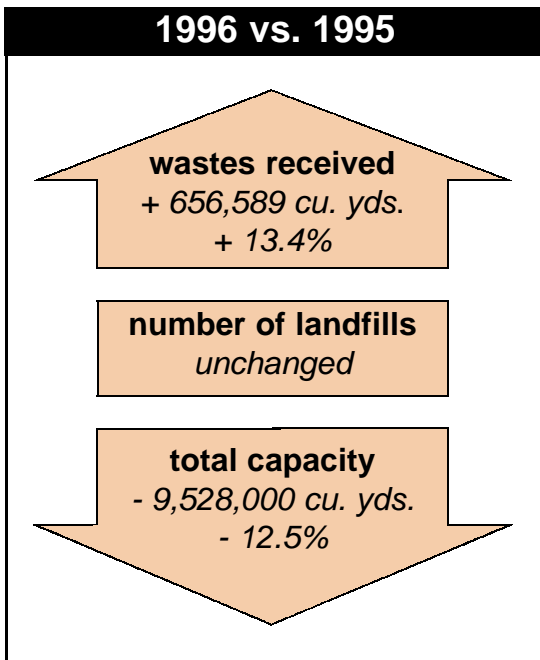 1996 vs. 1995
wastes received
+ 656,589 cu. yds.
+ 13.4%
number of landfills
unchanged
total capacity
- 9,528,000 cu. yds.
- 12.5%